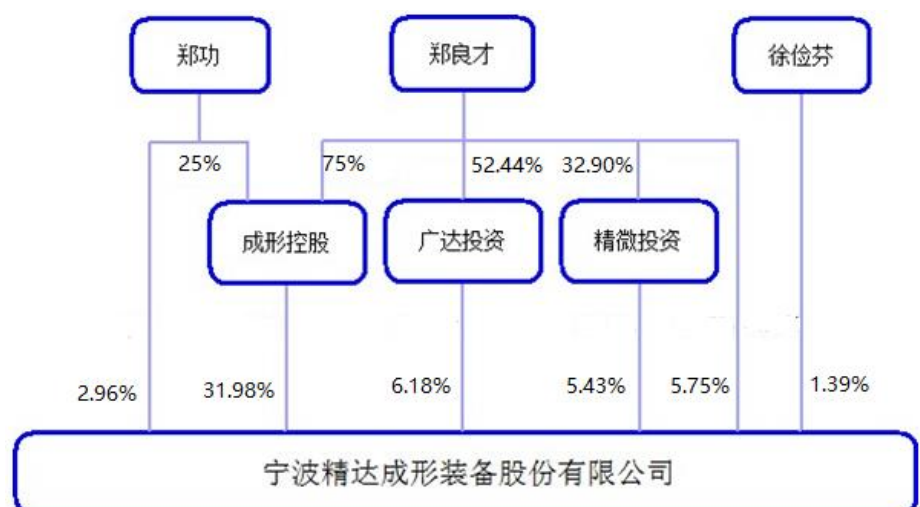 郑功
郑良才
徐俭芬
25%
75%
52.44%
32.90%
成形控股
广达投资
精微投资
2.96%
31.98%
6.18%
5.43%
5.75%
1.39%
宁波精达成形装备股份有限公司